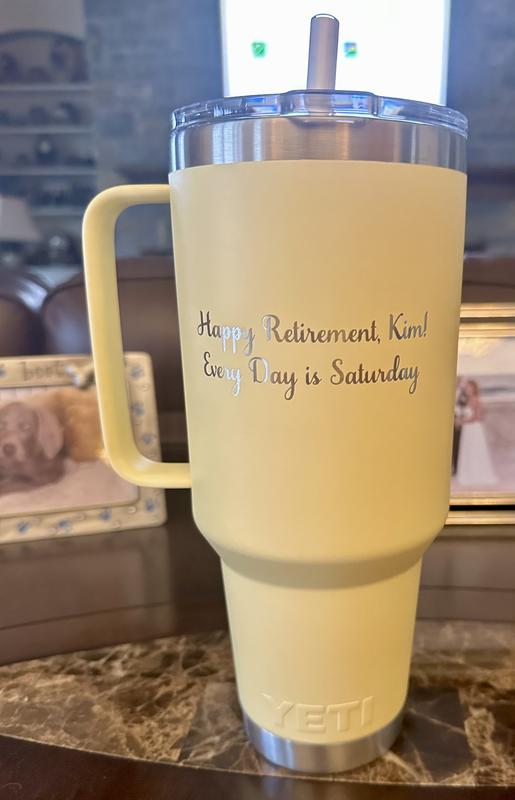 Happy Retirement, Kim!
Every Day is Saturday
YETI